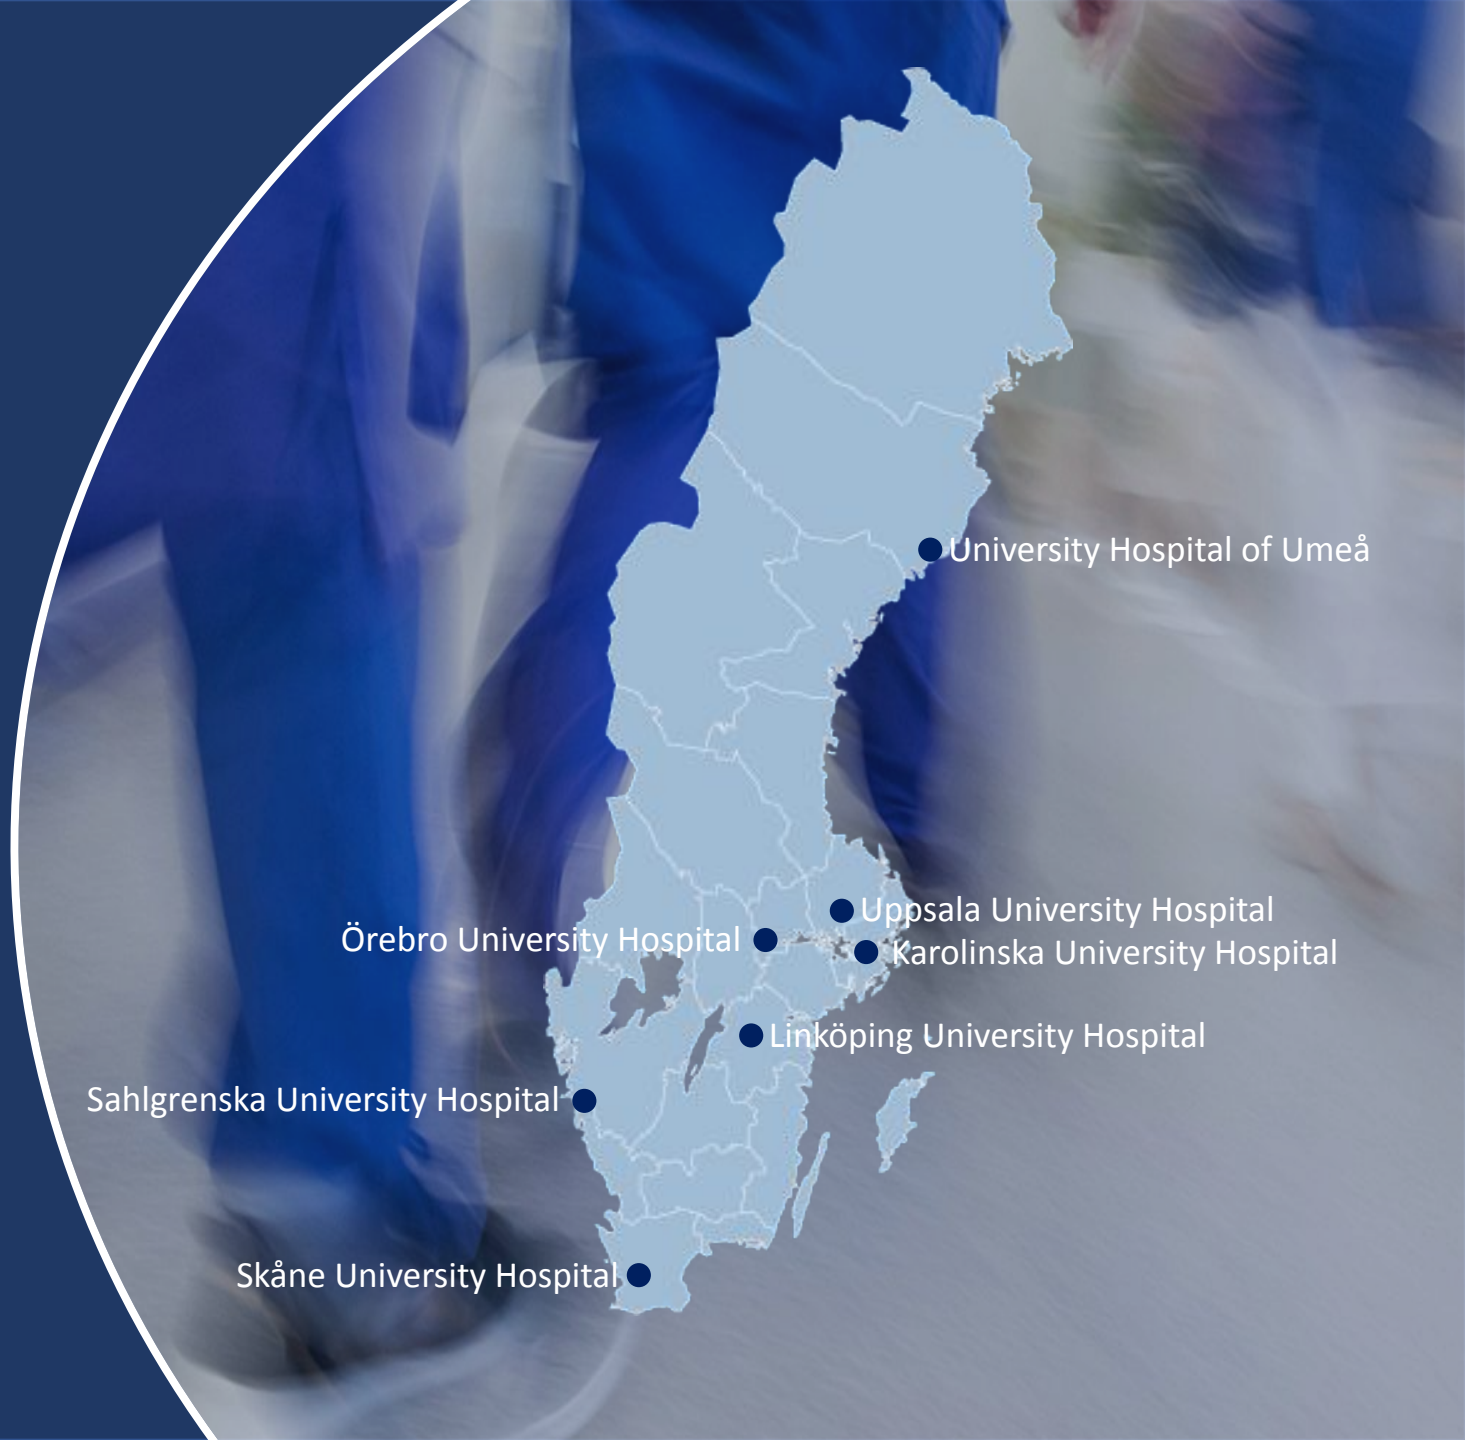 University Hospital of Umeå
Uppsala University Hospital
Örebro University Hospital
Karolinska University Hospital
Linköping University Hospital
Sahlgrenska University Hospital
Skåne University Hospital